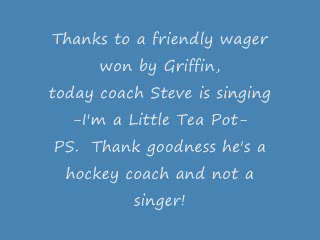 Thanks to a friendly wager
won by Griffin,
today coach Steve is singing
-I'm a Little Tea Pot-
PS.  Thank goodness he's a
hockey coach and not a
singer!